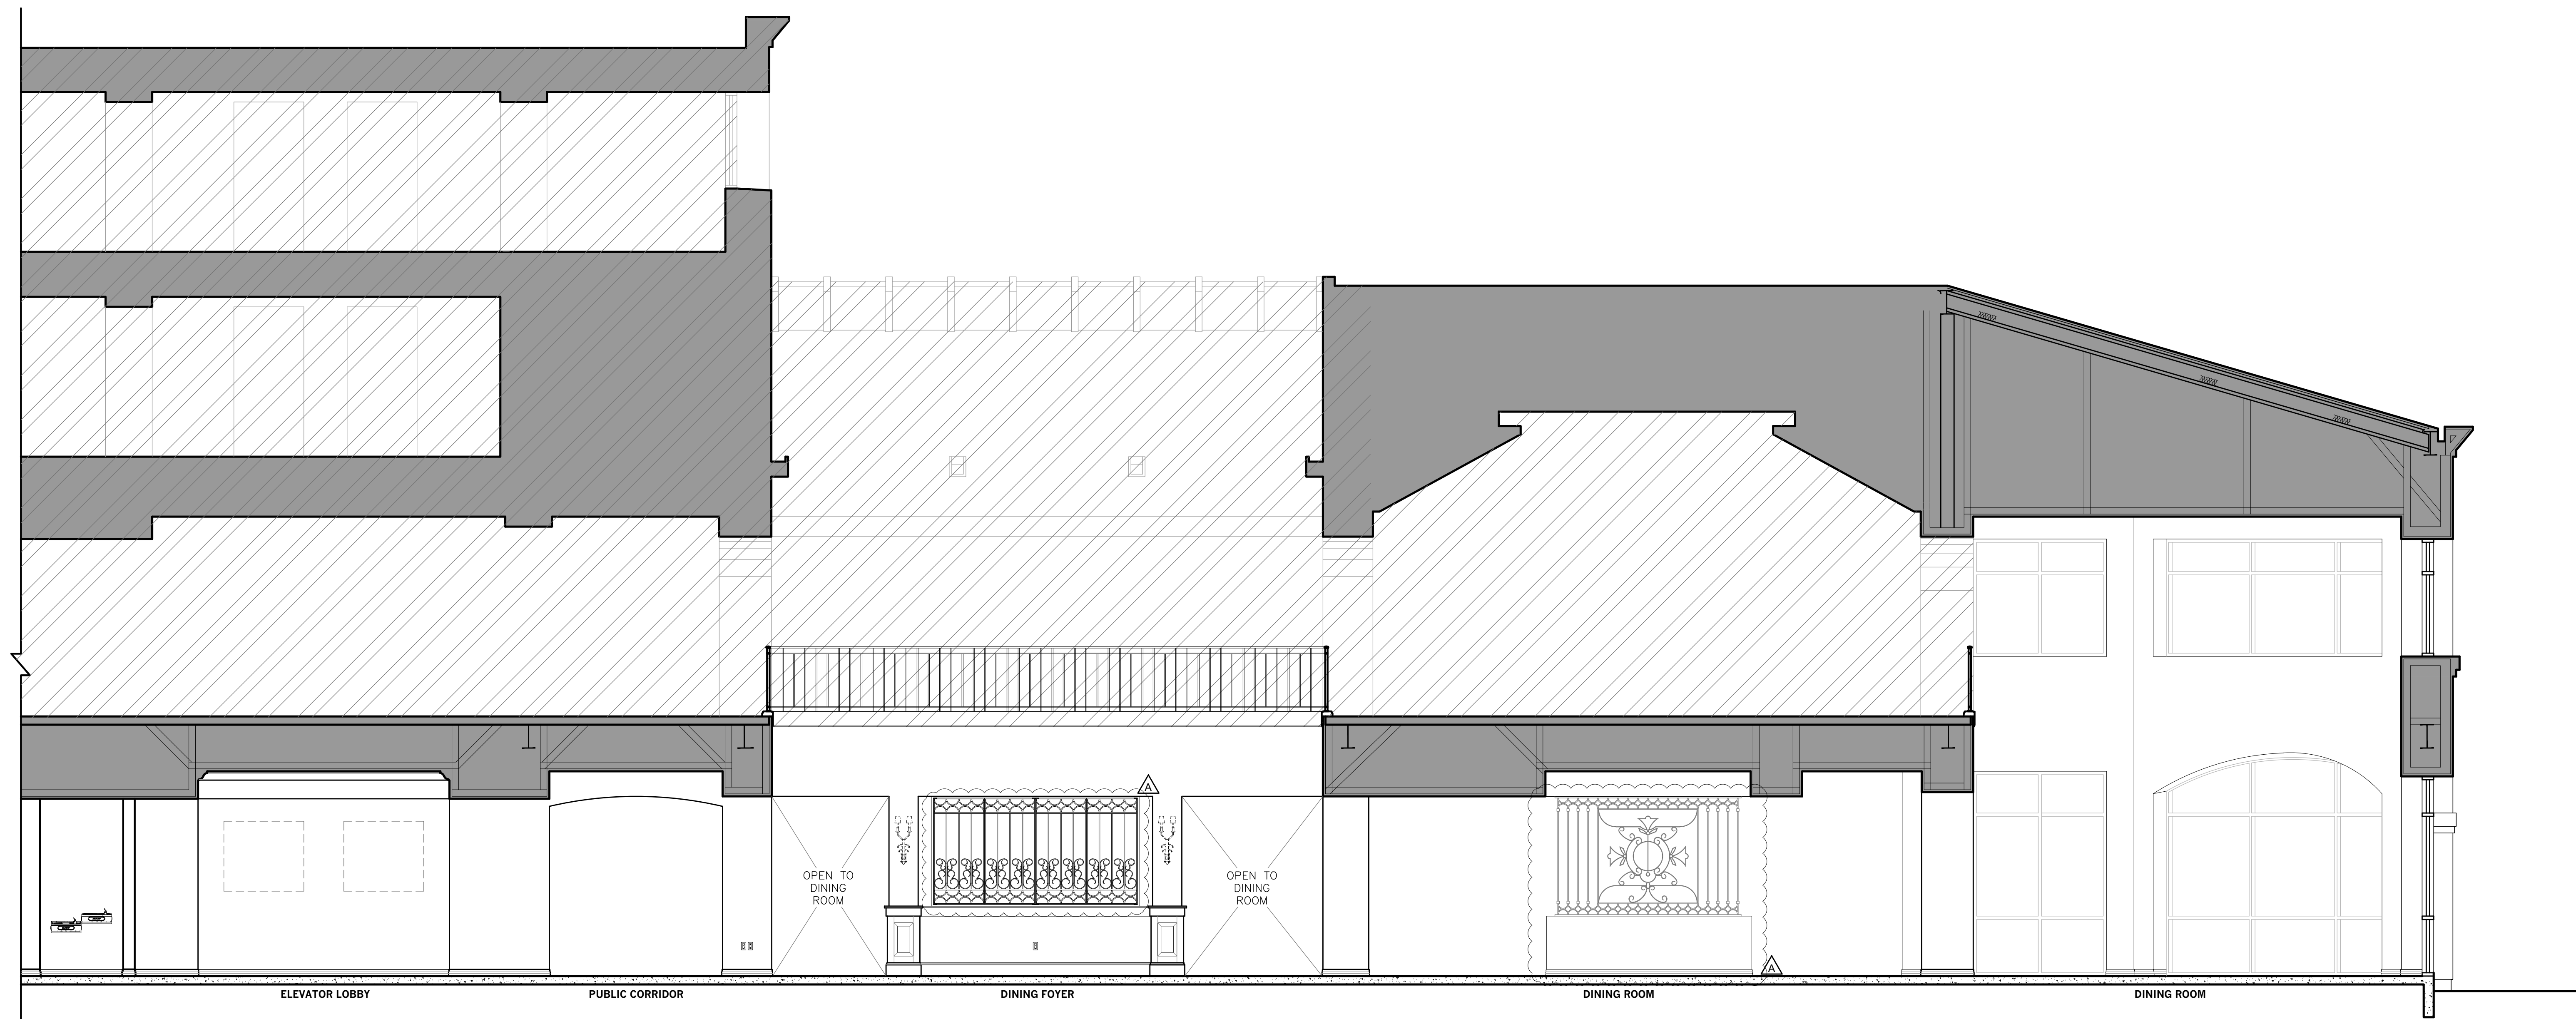 A
OPEN TO
DINING
ROOM
OPEN TO
DINING
ROOM
A
ELEVATOR LOBBY
PUBLIC CORRIDOR
DINING FOYER
DINING ROOM
DINING ROOM